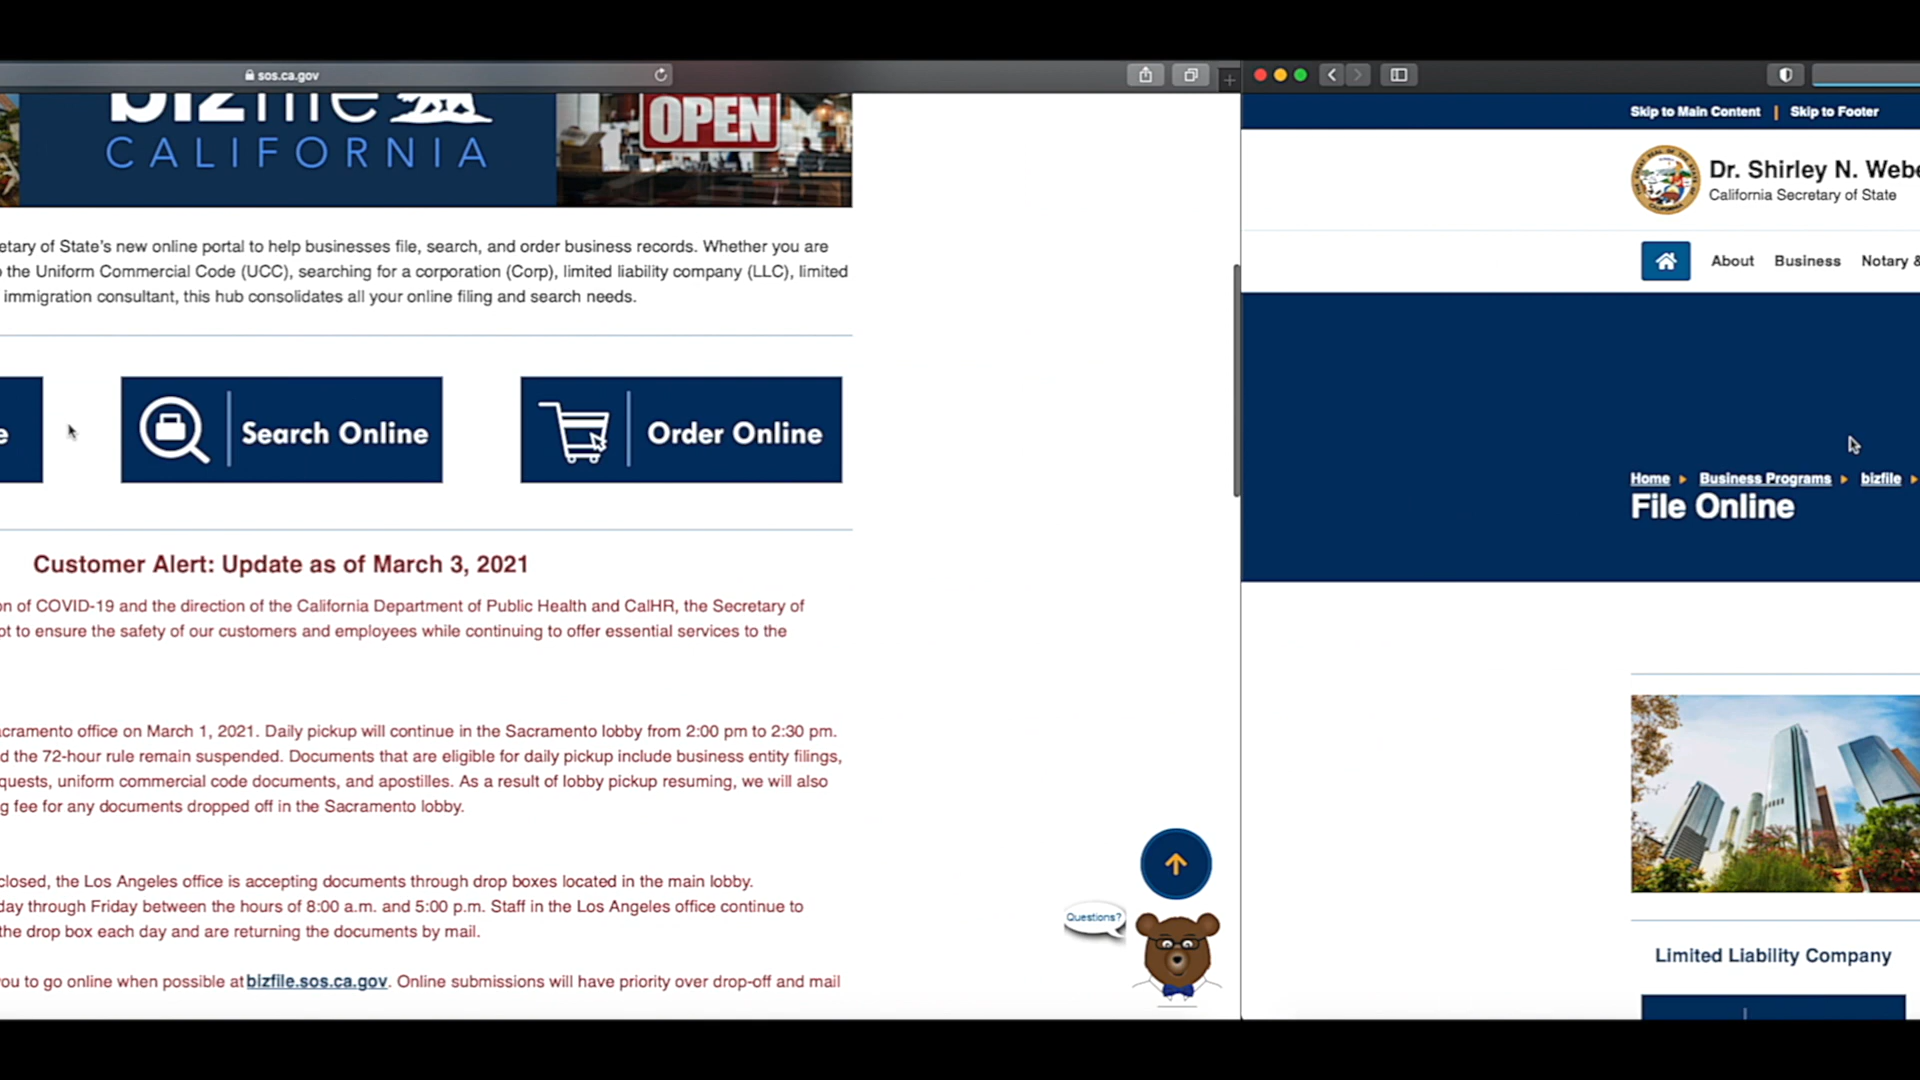 sos.ca.gov
CALIFORNIA
OPEN
etary of State's new online portal to help businesses file, search, and order business records. Whether you are
the Uniform Commercial Code (UCC), searching for a corporation (Corp), limited liability company (LLC), limited
immigration consultant, this hub consolidates all your online filing and search needs.
e
Search Online
Order Online
Customer Alert: Update as of March 3, 2021
on of COVID-19 and the direction of the California Department of Public Health and CalHR, the Secretary of
ot to ensure the safety of our customers and employees while continuing to offer essential services to the
acramento office on March 1, 2021. Daily pickup will continue in the Sacramento lobby from 2:00 pm to 2:30 pm.
d the 72-hour rule remain suspended. Documents that are eligible for daily pickup include business entity filings,
quests, uniform commercial code documents, and apostilles. As a result of lobby pickup resuming, we will also
g fee for any documents dropped off in the Sacramento lobby.
closed, the Los Angeles office is accepting documents through drop boxes located in the main lobby.
day through Friday between the hours of 8:00 a.m. and 5:00 p.m. Staff in the Los Angeles office continue to
the drop box each day and are returning the documents by mail.
ou to go online when possible at bizfile.sos.ca.gov. Online submissions will have priority over drop-off and mail
Questions?
Skip to Main Content | Skip to Footer
Dr. Shirley N. Webe
California Secretary of State
About Business Notary &
Home Business Programs bizfile
File Online
Limited Liability Company